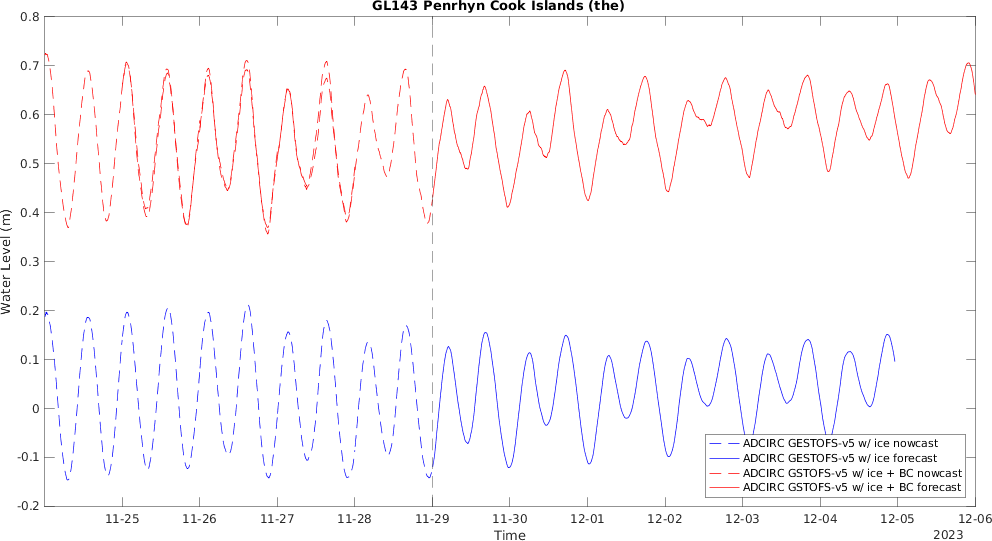 GL143 Penrhyn Cook Islands (the)
0.8
0.7
0.6
0.5
0.4
0.3
0.2
0.1
0
-0.1
-0.2
Water Level (m)
ADCIRC GESTOFS-v5 w/ ice nowcast
ADCIRC GESTOFS-v5 w/ ice forecast
ADCIRC GSTOFS-v5 w/ ice + BC nowcast
ADCIRC GSTOFS-v5 w/ ice + BC forecast
11-25 11-26 11-27 11-28 11-29 11-30 12-01 12-02 12-03 12-04 12-05 12-06
Time
2023